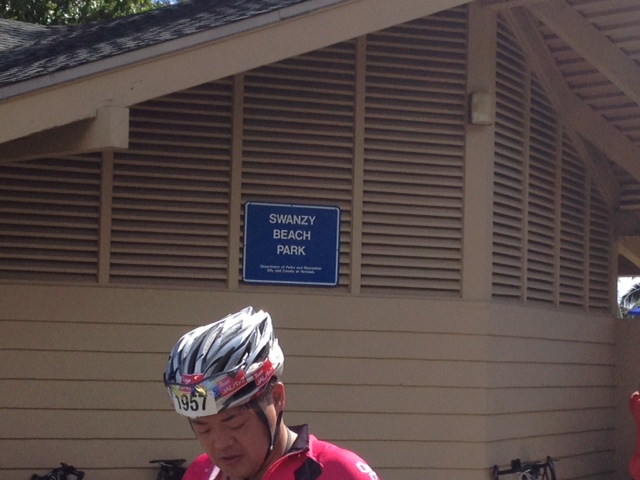 SWANZY
BEACH
PARK
Department of Parks and Recreation
City and County of Honolulu
1957